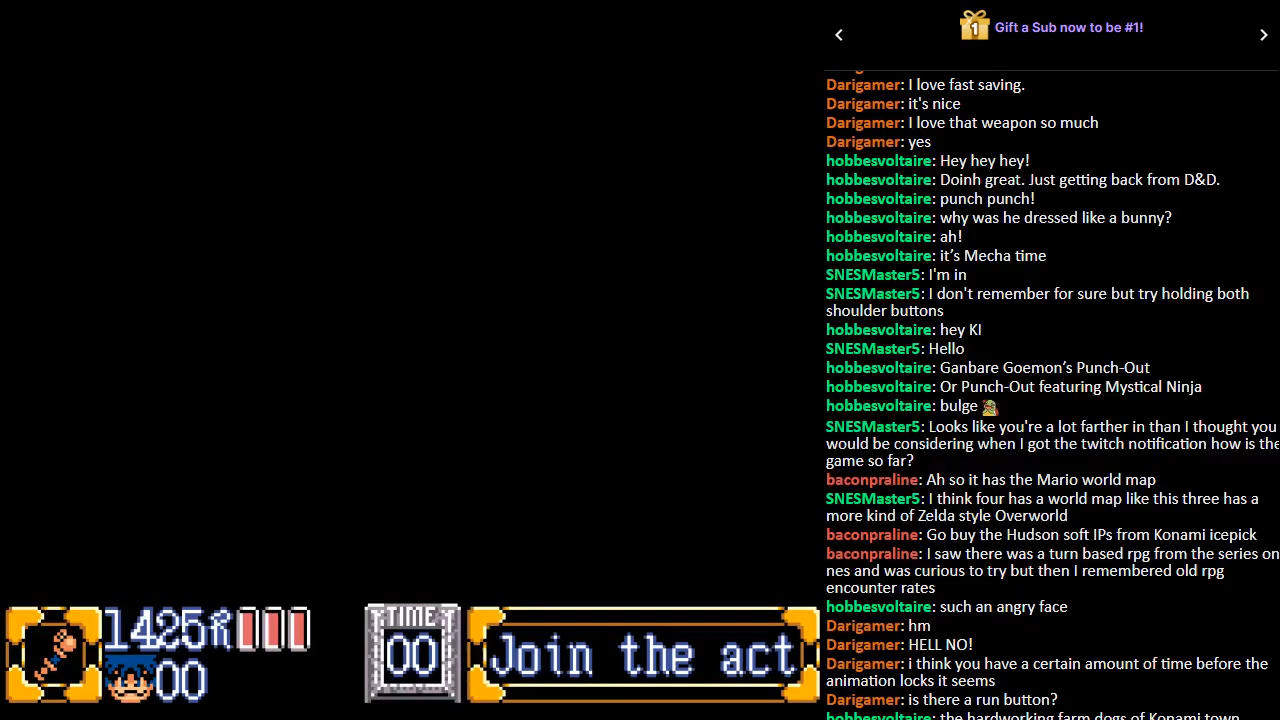 1
Gift a Sub now to be #1!
Darigamer: I love fast saving.
Darigamer: it's nice
Darigamer: I love that weapon so much
Darigamer: yes
hobbesvoltaire: Hey hey hey!
hobbesvoltaire: Doinh great. Just getting back from D&D.
hobbesvoltaire: punch punch!
hobbesvoltaire: why was he dressed like a bunny?
hobbesvoltaire: ah!
hobbesvoltaire: it’s Mecha time
SNESMaster5: I'm in
SNESMaster5: I don't remember for sure but try holding both
shoulder buttons
hobbesvoltaire: hey KI
SNESMaster5: Hello
hobbesvoltaire: Ganbare Goemon’s Punch-Out
hobbesvoltaire: Or Punch-Out featuring Mystical Ninja
hobbesvoltaire: bulge
SNESMaster5: Looks like you're a lot farther in than I thought you
would be considering when I got the twitch notification how is the
game so far?
baconpraline: Ah so it has the Mario world map
SNESMaster5: I think four has a world map like this three has a
more kind of Zelda style Overworld
baconpraline: Go buy the Hudson soft IPs from Konami icepick
baconpraline: I saw there was a turn based rpg from the series on
nes and was curious to try but then I remembered old rpg
encounter rates
hobbesvoltaire: such an angry face
Darigamer: hm
Darigamer: HELL NO!
Darigamer: i think you have a certain amount of time before the
animation locks it seems
Darigamer: is there a run button?
hobbesvoltaire: the hardworking farm dogs of Konami town
1425
00
TIME
00
Join the act